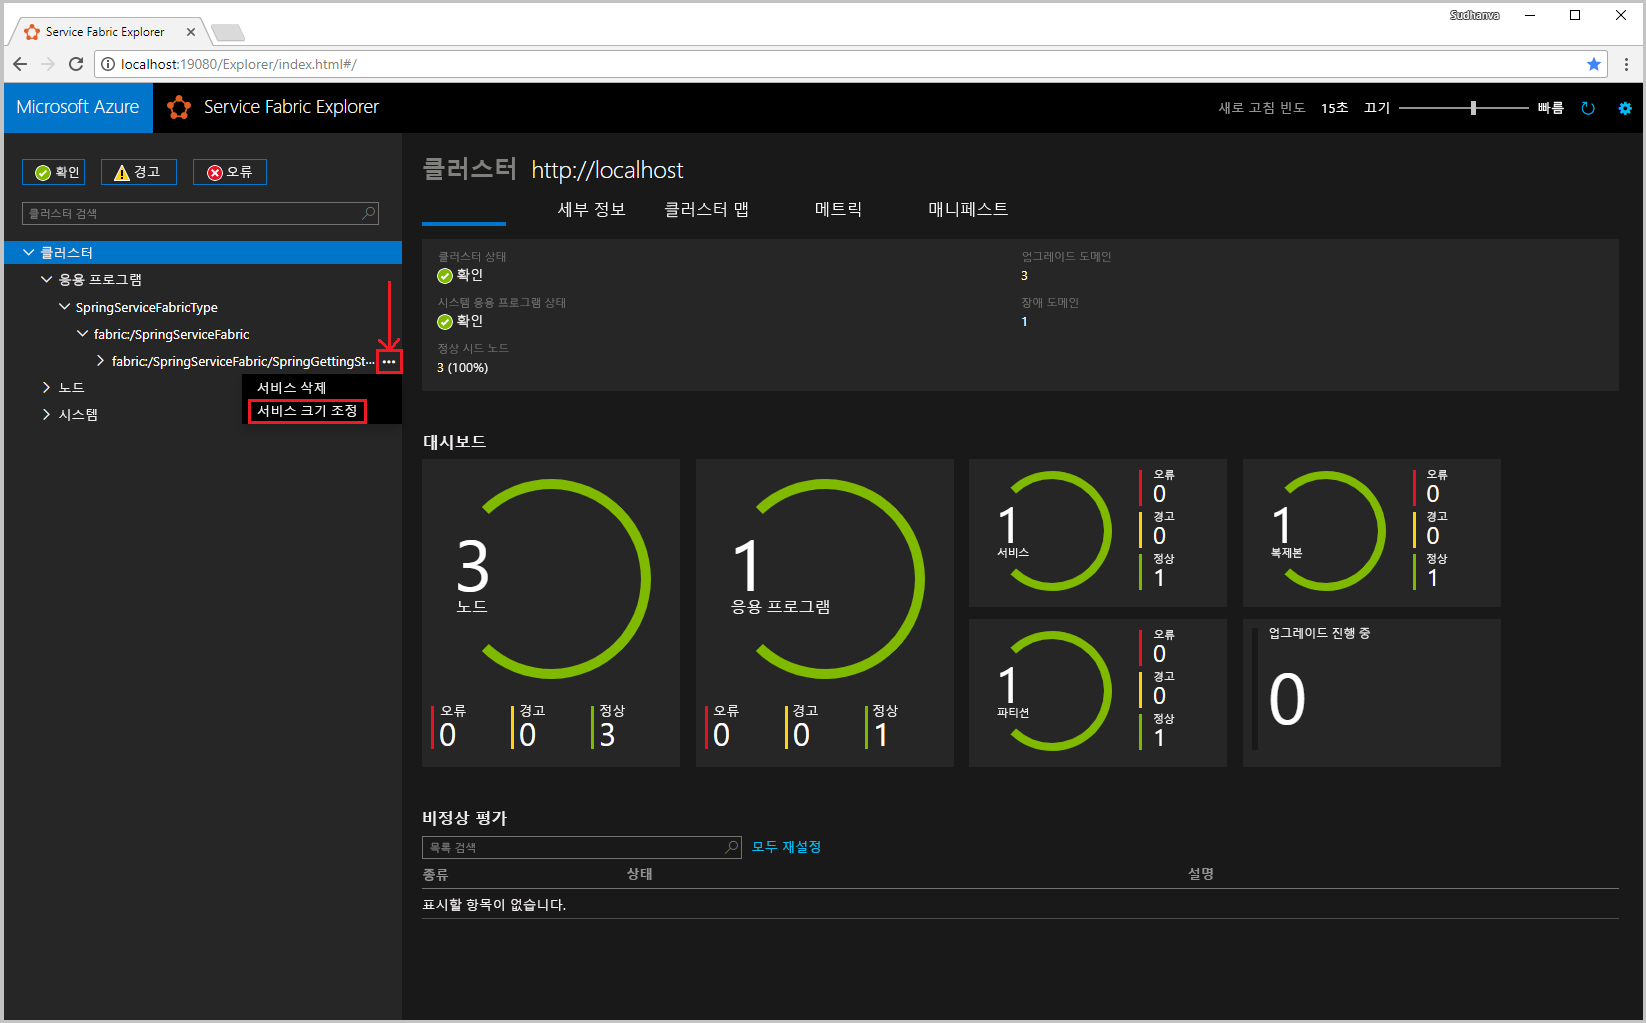 Sudhanva
Service Fabric Explorer
localhost:19080/Explorer/index.html#/
Microsoft Azure
Service Fabric Explorer
새로 고침 빈도 15초 끄기 빠름
확인 경고 오류
클러스터 검색
클러스터
응용 프로그램
SpringServiceFabricType
fabric:/SpringServiceFabric
fabric:/SpringServiceFabric/SpringGettingSt...
서비스 삭제
서비스 크기 조정
노드
시스템
클러스터 http://localhost
세부 정보 클러스터 맵 메트릭 매니페스트
클러스터 상태
확인
시스템 응용 프로그램 상태
확인
정상 시드 노드
3 (100%)
업그레이드 도메인
3
장애 도메인
1
대시보드
3
노드
오류 경고 정상
0 0 3
1
응용 프로그램
오류 경고 정상
0 0 1
1
서비스
오류
0
경고
0
정상
1
1
복제본
오류
0
경고
0
정상
1
1
파티션
오류
0
경고
0
정상
1
업그레이드 진행 중
0
비정상 평가
목록 검색 모두 재설정
종류 상태 설명
표시할 항목이 없습니다.